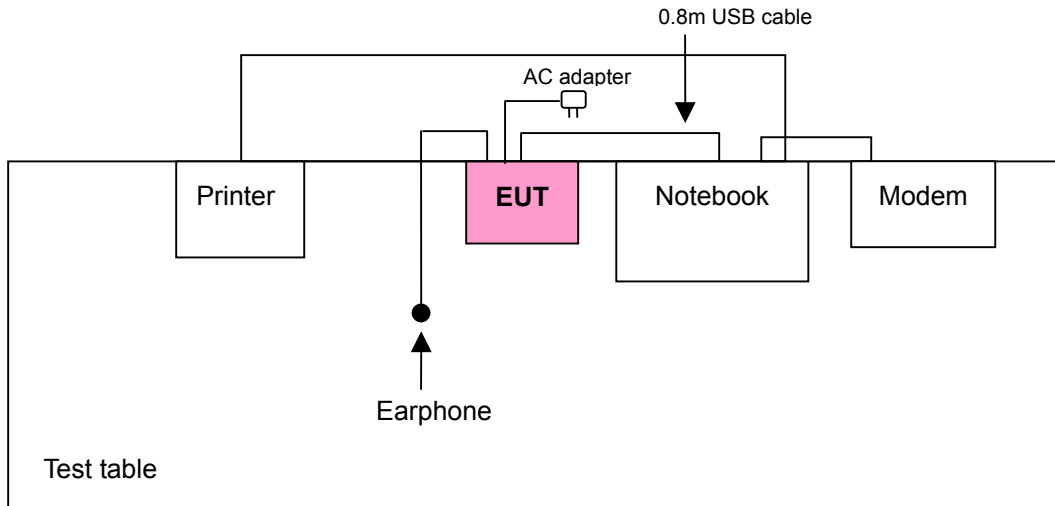 0.8m USB cable
AC adapter
Printer
EUT
Notebook
Modem
Earphone
Test table